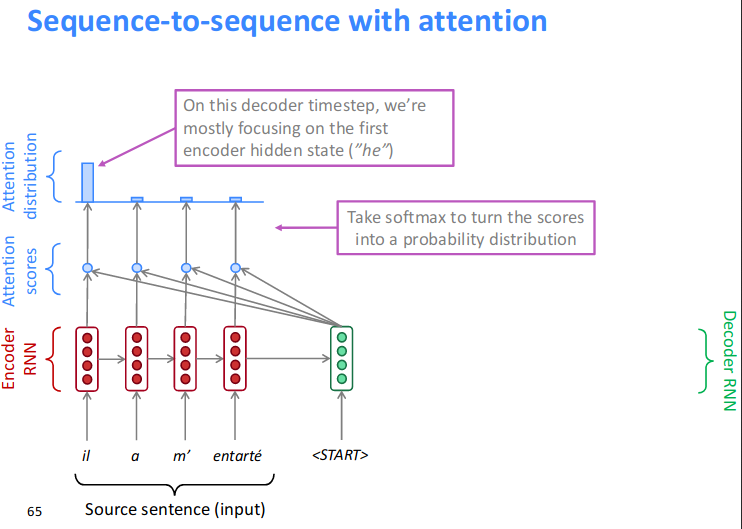 Sequence-to-sequence with attention
On this decoder timestep, we’re
mostly focusing on the first
encoder hidden state (”he”)
Attention
distribution
Take softmax to turn the scores
into a probability distribution
Attention
scores
Encoder
RNN
Decoder RNN
il a m’ entarté <START>
Source sentence (input)
65